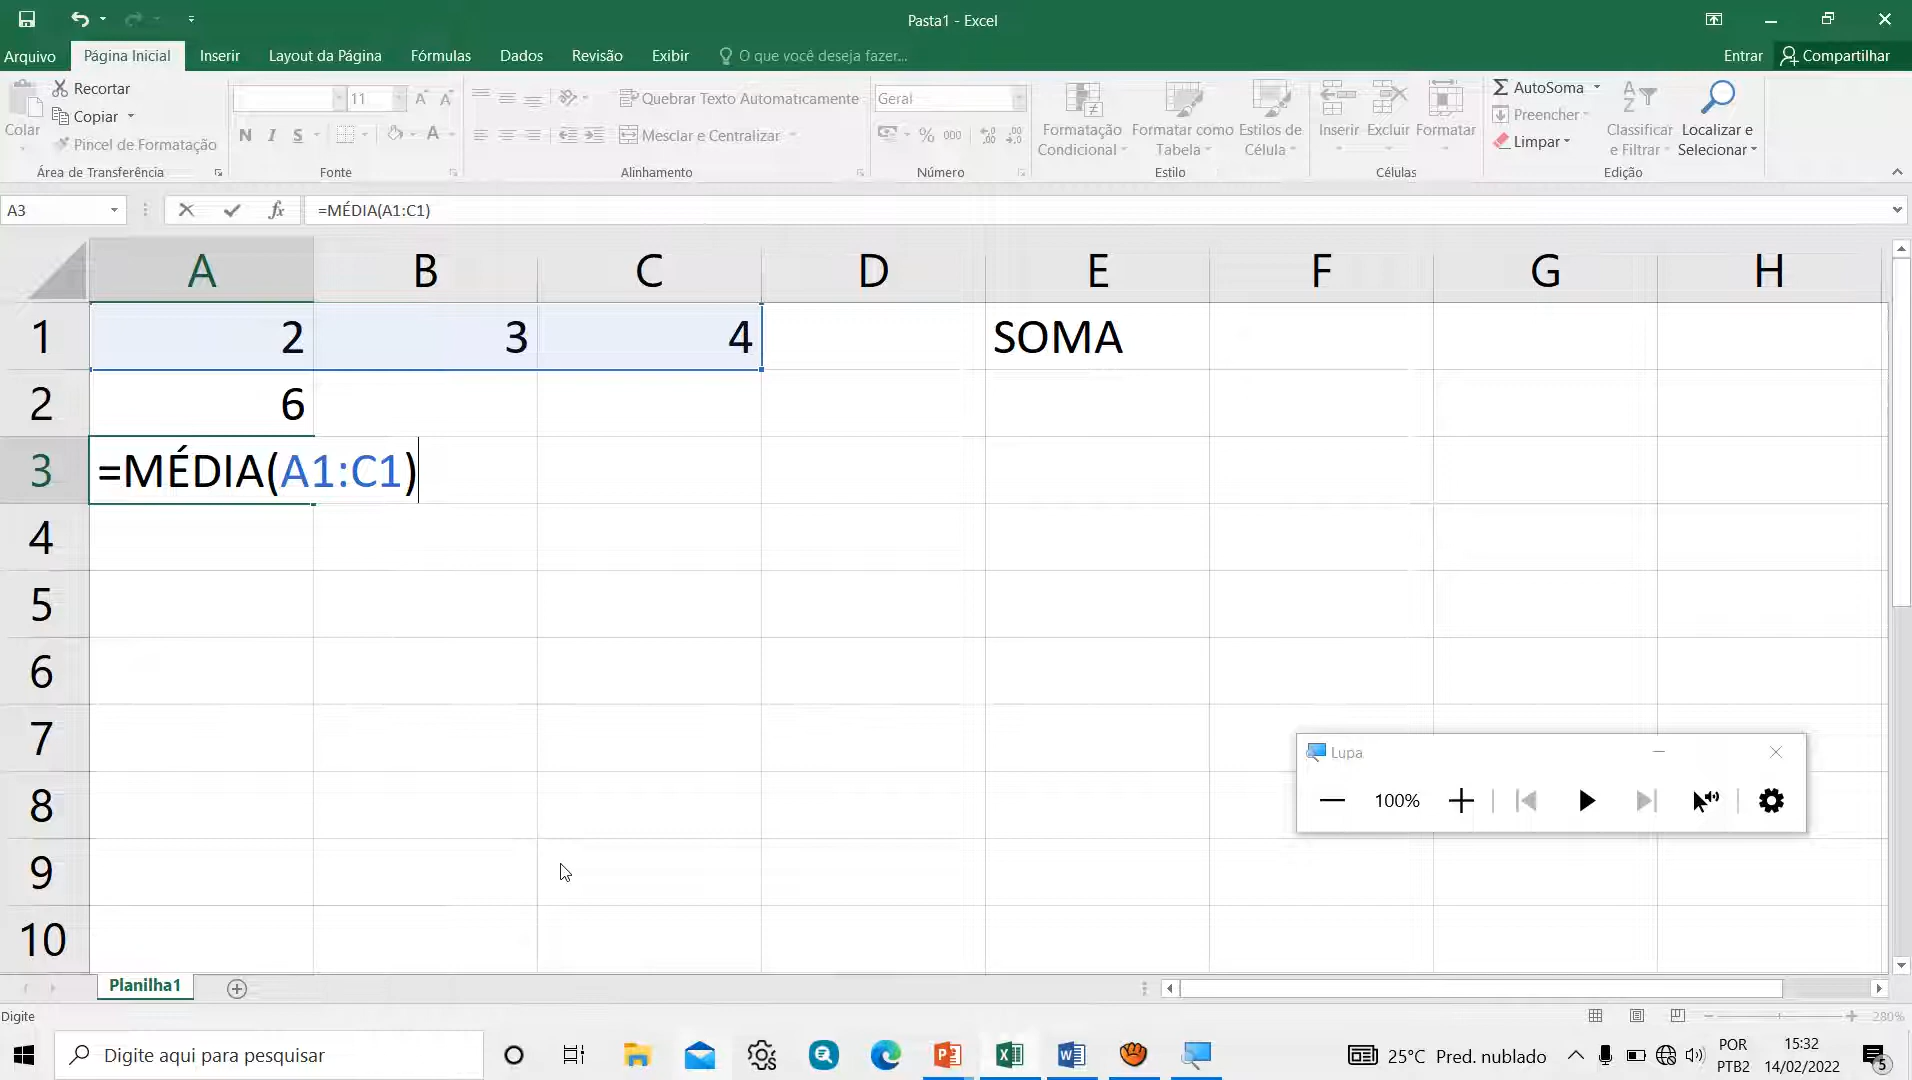 Pasta1 - Excel
Arquivo Página Inicial Inserir Layout da Página Fórmulas Dados Revisão Exibir O que você deseja fazer... Entrar Compartilhar
Colar
Recortar
Copiar
Pincel de Formatação
Área de Transferência
11
N I S
Fonte
Quebrar Texto Automaticamente
Mesclar e Centralizar
Alinhamento
Geral
% 000
Número
Formatação Condicional
Formatar como Tabela
Estilos de Célula
Estilo
Inserir Excluir Formatar
Células
AutoSoma
Preencher
Limpar
Classificar e Filtrar
Localizar e Selecionar
Edição
A3 fx =MÉDIA(A1:C1)
A B C D E F G H
1 2 3 4 SOMA
2 6
3 =MÉDIA(A1:C1)
4
5
6
7
8
9
10
Lupa
100%
Planilha1
Digite 280%
Digite aqui para pesquisar
25°C Pred. nublado
POR
PTB2
15:32
14/02/2022
5